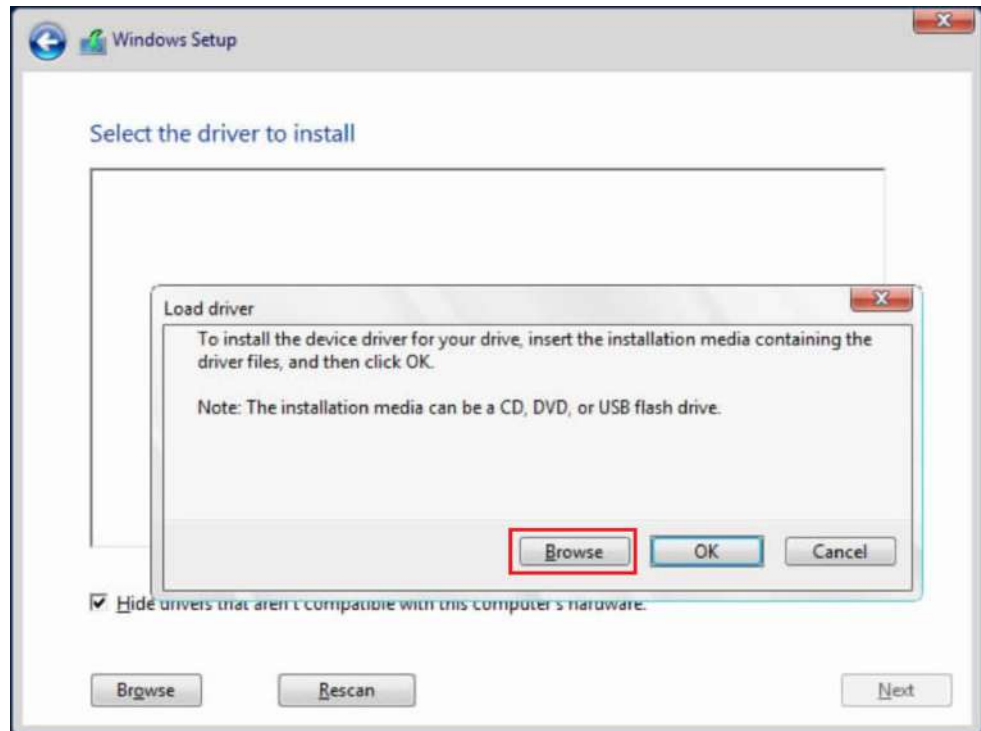 Windows Setup
Select the driver to install
Load driver
To install the device driver for your drive, insert the installation media containing the
driver files, and then click OK.
Note: The installation media can be a CD, DVD, or USB flash drive.
Browse OK Cancel
Hide drivers that aren't compatible with this computer's hardware.
Browse Rescan Next